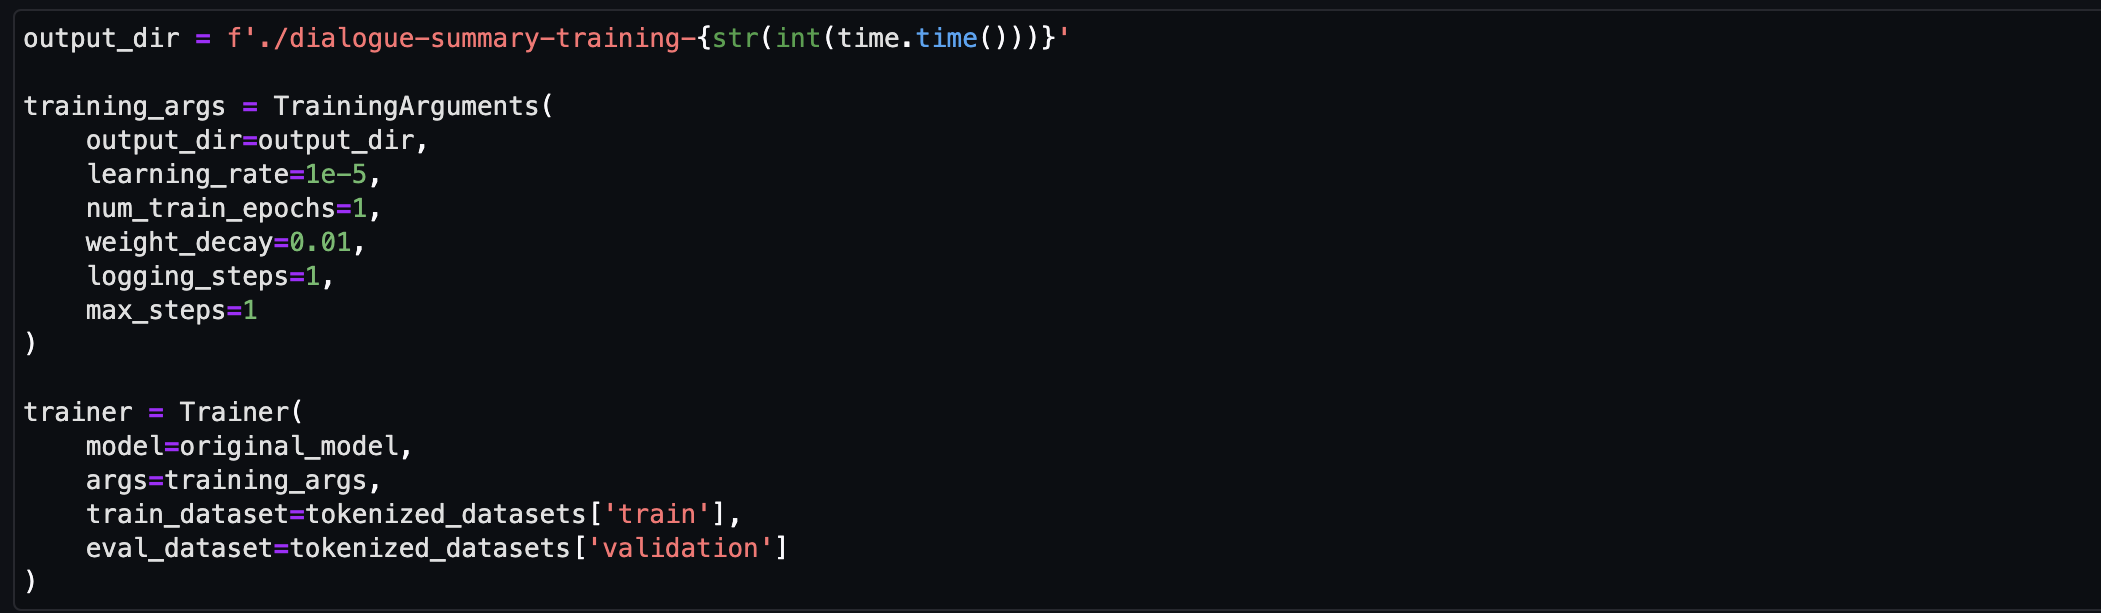 output_dir = f'./dialogue-summary-training-{str(int(time.time()))}'

training_args = TrainingArguments(
    output_dir=output_dir,
    learning_rate=1e-5,
    num_train_epochs=1,
    weight_decay=0.01,
    logging_steps=1,
    max_steps=1
)

trainer = Trainer(
    model=original_model,
    args=training_args,
    train_dataset=tokenized_datasets['train'],
    eval_dataset=tokenized_datasets['validation']
)